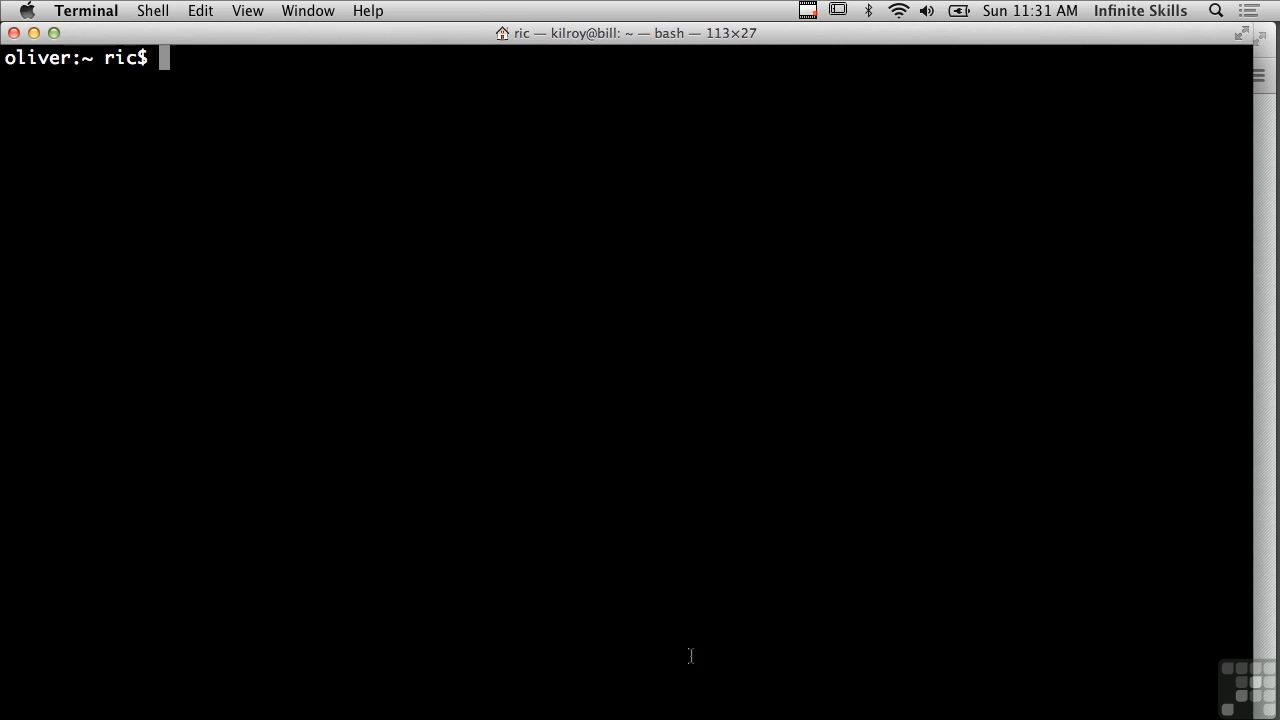 Terminal Shell Edit View Window Help Sun 11:31 AM Infinite Skills
ric — kilroy@bill: ~ — bash — 113×27
oliver:~ ric$